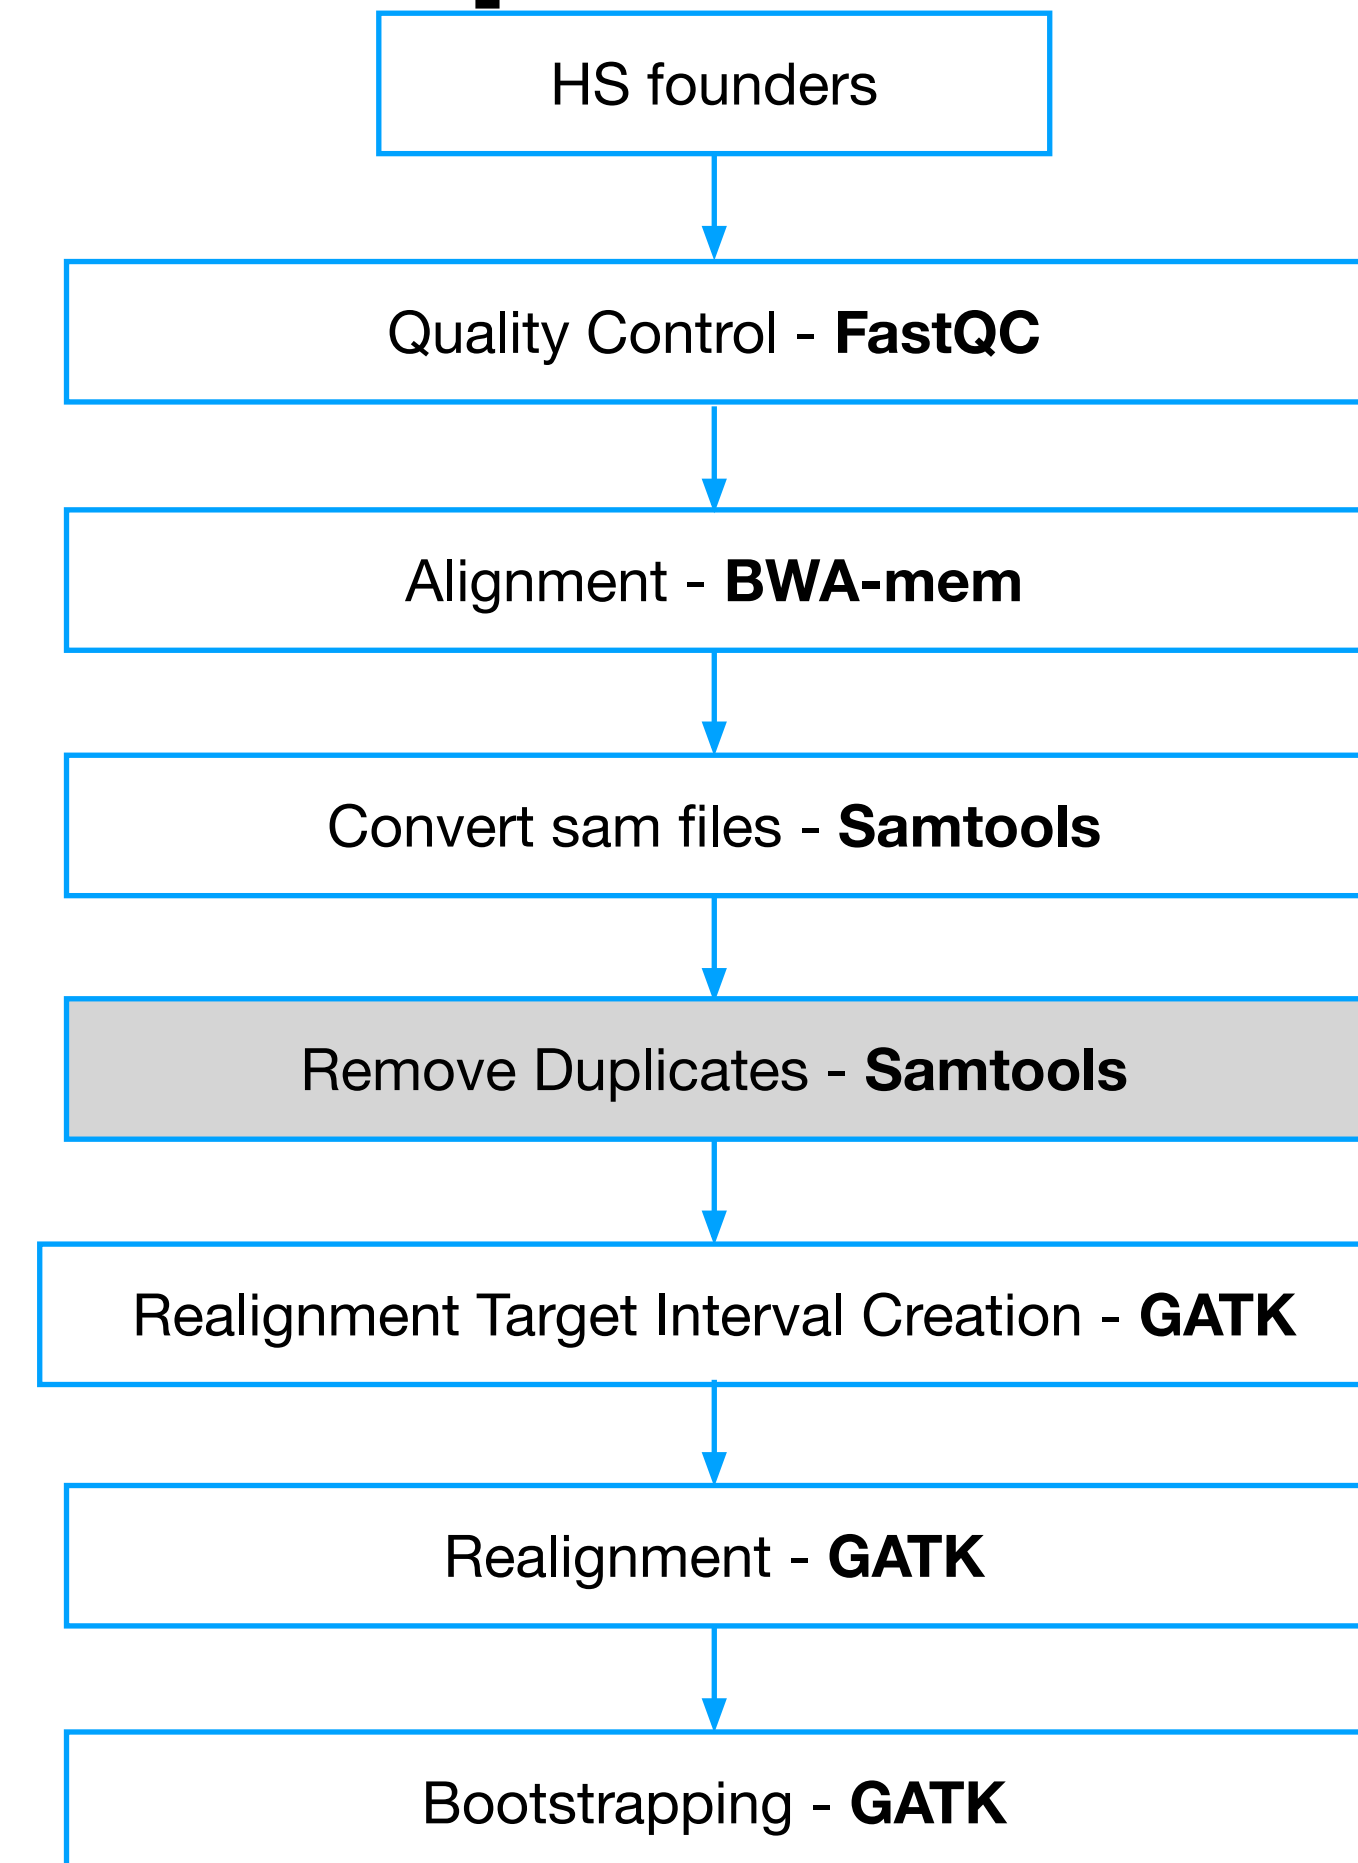 HS founders
Quality Control - FastQC
Alignment - BWA-mem
Convert sam files - Samtools
Remove Duplicates - Samtools
Realignment Target Interval Creation - GATK
Realignment - GATK
Bootstrapping - GATK